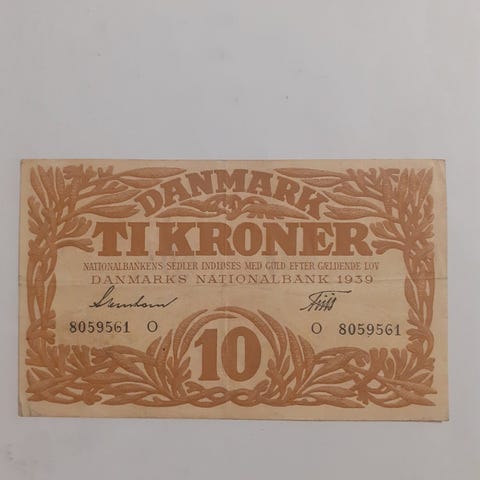 DANMARK
TI KRONER
NATIONALBANKENS SEDLER INDLØSES MED GULD EFTER GÆLDENDE LOV
DANMARKS NATIONALBANK 1939
8059561 O O 8059561
10